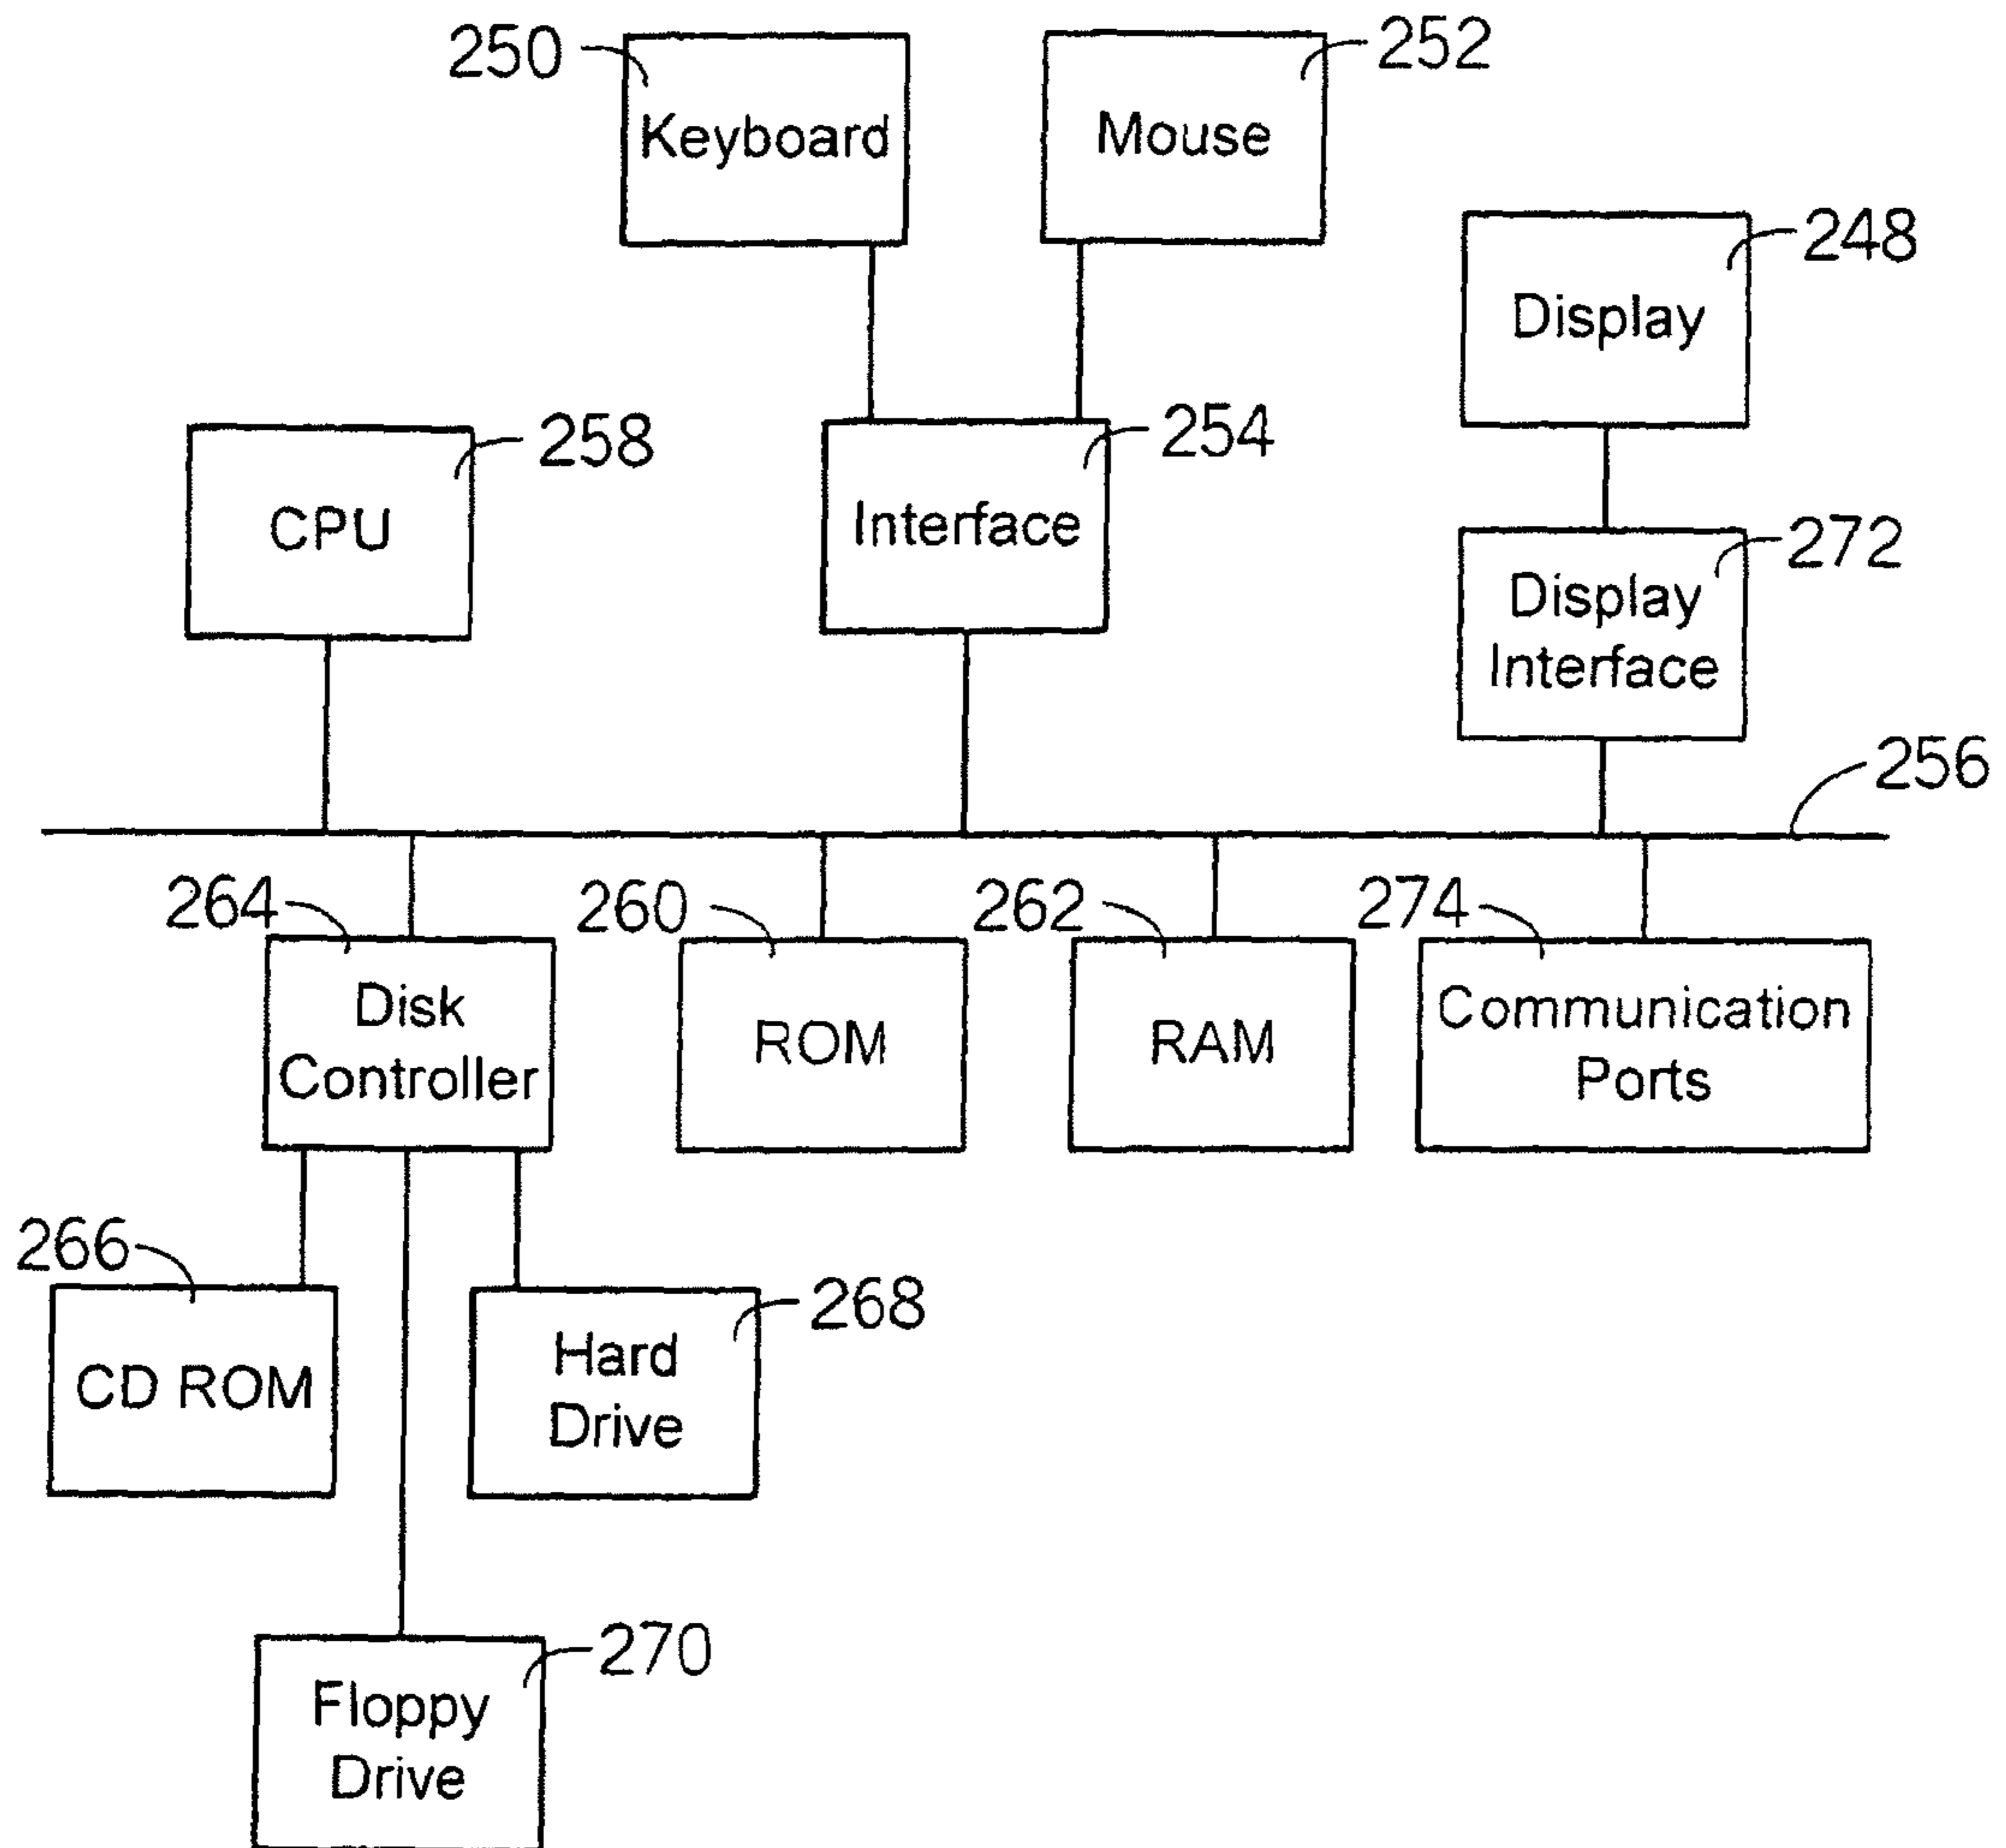 250
Keyboard
Mouse
252
Display
248
CPU
258
Interface
254
Display
Interface
272
256
264
Disk
Controller
260
ROM
262
RAM
274
Communication
Ports
266
CD ROM
Hard
Drive
268
Floppy
Drive
270